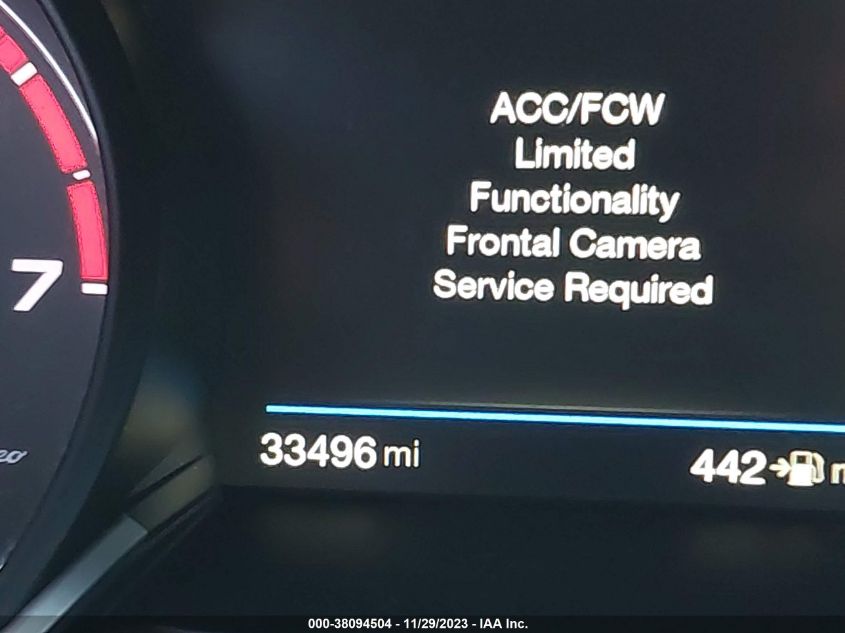 ACC/FCW
Limited
Functionality
Frontal Camera
Service Required
7
33496 mi
442
000-38094504 - 11/29/2023 - IAA Inc.